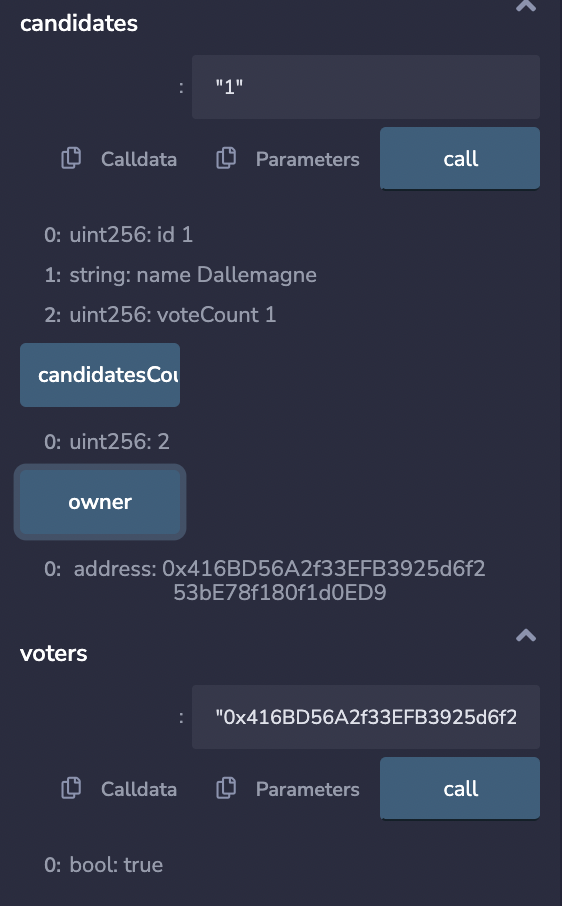 candidates
: "1"
Calldata Parameters call
0: uint256: id 1
1: string: name Dallemagne
2: uint256: voteCount 1
candidatesCou
0: uint256: 2
owner
0: address: 0x416BD56A2f33EFB3925d6f2
53bE78f180f1d0ED9
voters
: "0x416BD56A2f33EFB3925d6f2
Calldata Parameters call
0: bool: true